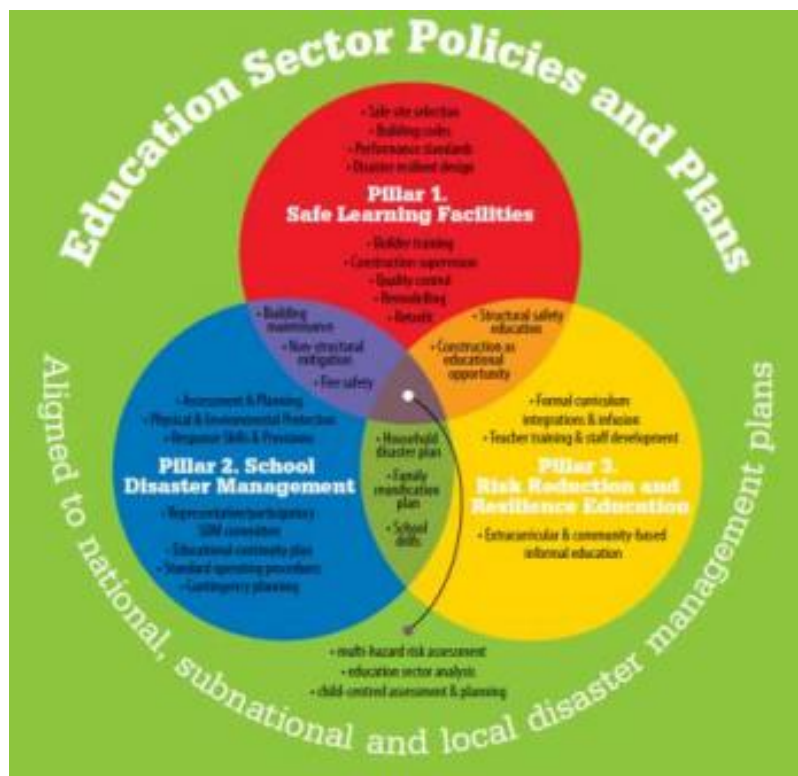 Education Sector Policies and Plans
• Safe site selection
• Building codes
• Performance standards
• Disaster resilient design
Pillar 1.
Safe Learning Facilities
• Builder training
• Construction supervision
• Quality control
• Remodelling
• Retrofit
• Building
maintenance
• Non-structural
mitigation
• Fire safety
• Structural safety
education
• Construction as
educational
opportunity
• Assessment & Planning
• Physical & Environmental Protection
• Response Skills & Provisions
Pillar 2. School
Disaster Management
• Representative/participatory
SDM committee
• Educational continuity plan
• Standard operating procedures
• Contingency planning
• Household
disaster plan
• Family
reunification
plan
• School
drills
• Formal curriculum
integrations & infusion
• Teacher training & staff development
Pillar 3.
Risk Reduction and
Resilience Education
• Extracurricular & community-based
informal education
• multi-hazard risk assessment
• education sector analysis
• child-centred assessment & planning
Aligned to national, subnational and local disaster management plans